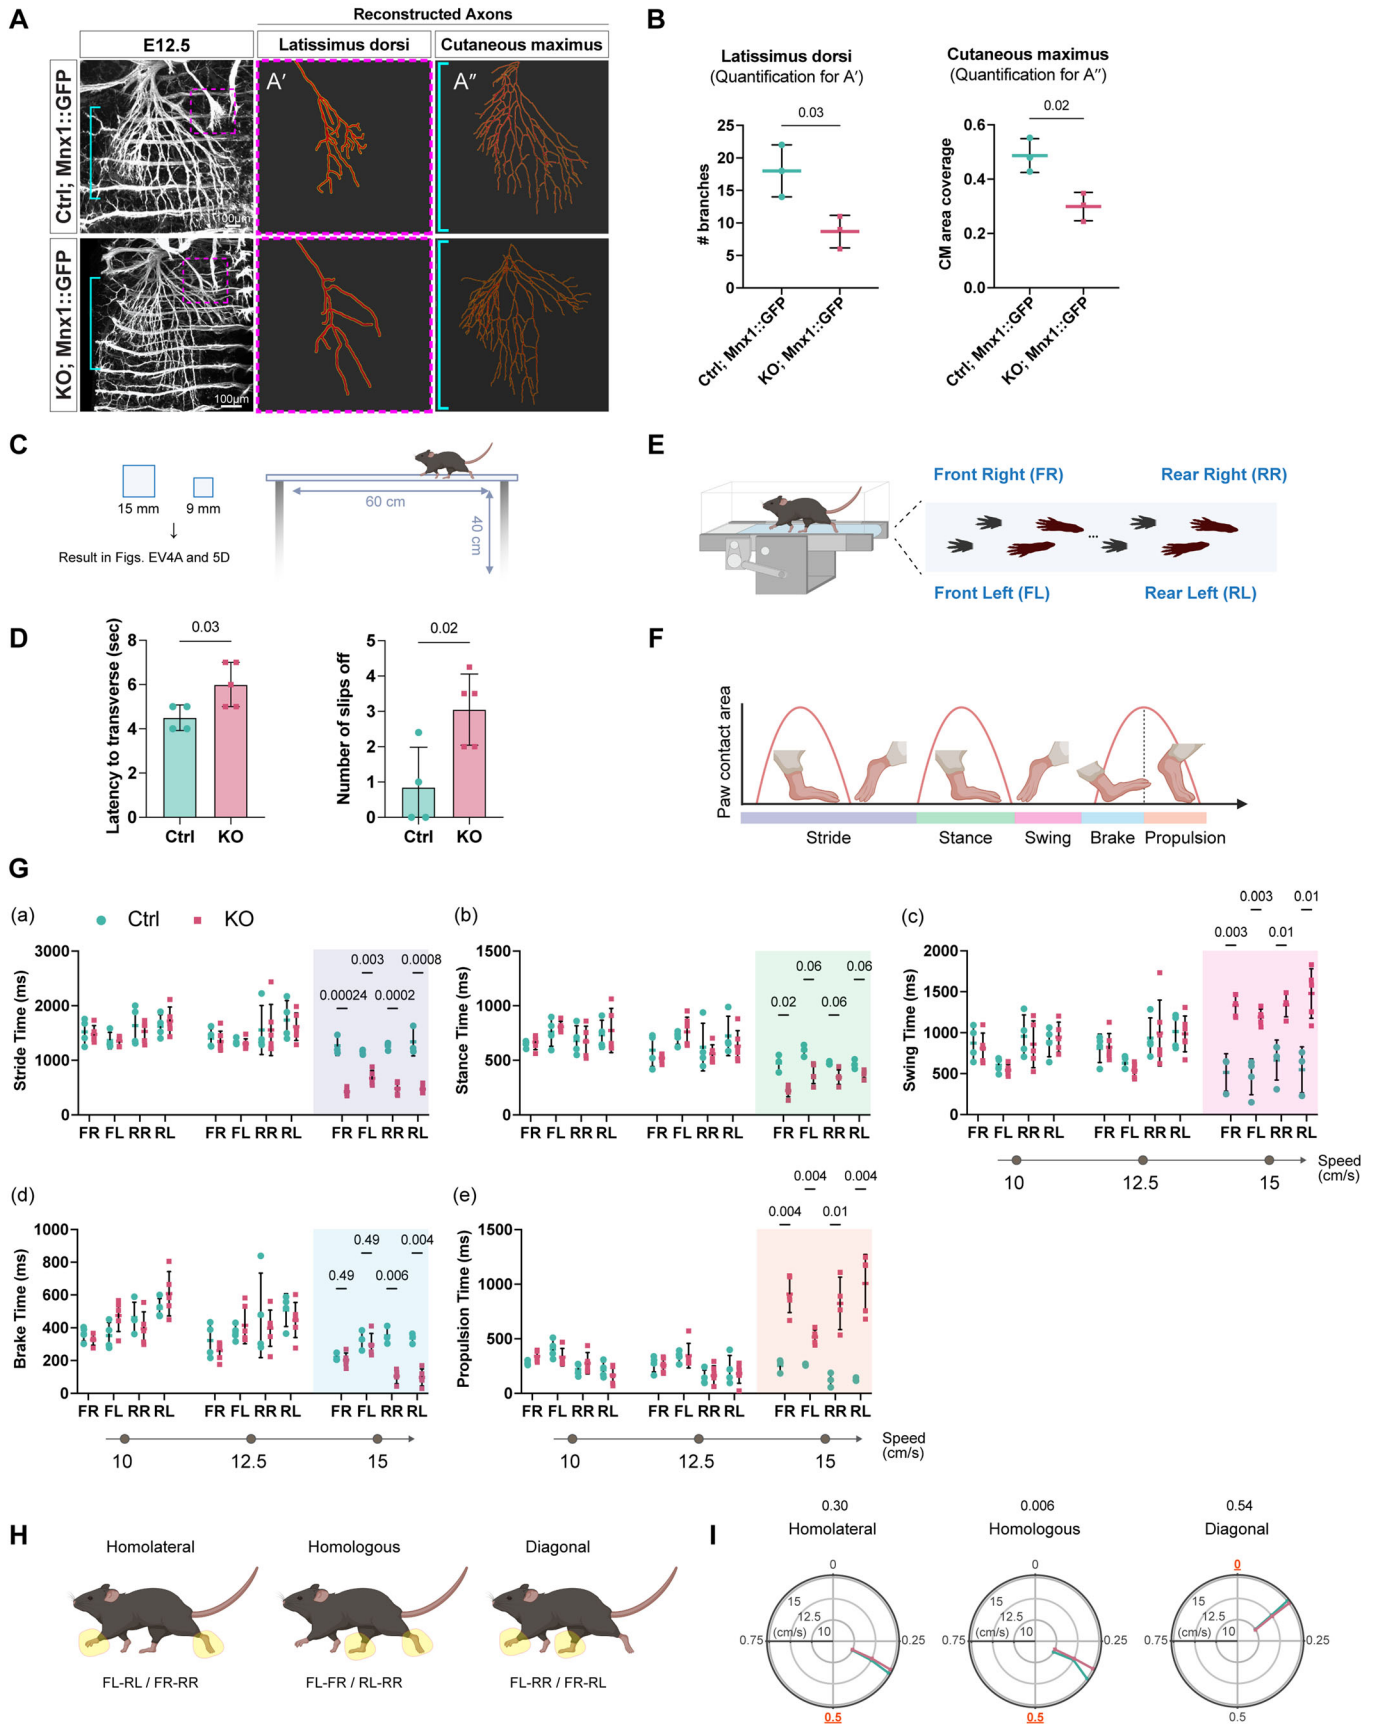 A
Reconstructed Axons
E12.5
Latissimus dorsi
Cutaneous maximus
Ctrl; Mnx1::GFP
A′
A″
100μm
KO; Mnx1::GFP
100μm
B
Latissimus dorsi
(Quantification for A′)
0.03
# branches
25
20
15
10
5
0
Ctrl; Mnx1::GFP
KO; Mnx1::GFP
Cutaneous maximus
(Quantification for A″)
0.02
CM area coverage
0.6
0.4
0.2
0.0
Ctrl; Mnx1::GFP
KO; Mnx1::GFP
C
15 mm
9 mm
↓
Result in Figs. EV4A and 5D
60 cm
40 cm
D
Latency to transverse (sec)
0.03
8
6
4
2
0
Ctrl
KO
Number of slips off
0.02
5
4
3
2
1
0
Ctrl
KO
E
Front Right (FR)
Rear Right (RR)
...
Front Left (FL)
Rear Left (RL)
F
Paw contact area
Stride
Stance
Swing
Brake
Propulsion
G
(a)
Ctrl
KO
Stride Time (ms)
3000
2000
1000
0
0.00024
0.003
0.0002
0.0008
FR FL RR RL
FR FL RR RL
FR FL RR RL
(b)
Stance Time (ms)
1500
1000
500
0
0.02
0.06
0.06
0.06
FR FL RR RL
FR FL RR RL
FR FL RR RL
(c)
Swing Time (ms)
2000
1500
1000
500
0
0.003
0.003
0.01
0.01
FR FL RR RL
FR FL RR RL
FR FL RR RL
10
12.5
15
Speed
(cm/s)
(d)
Brake Time (ms)
1000
800
600
400
200
0
0.49
0.49
0.006
0.004
FR FL RR RL
FR FL RR RL
FR FL RR RL
10
12.5
15
(e)
Propulsion Time (ms)
1500
1000
500
0
0.004
0.004
0.01
0.004
FR FL RR RL
FR FL RR RL
FR FL RR RL
10
12.5
15
Speed
(cm/s)
H
Homolateral
Homologous
Diagonal
FL-RL / FR-RR
FL-FR / RL-RR
FL-RR / FR-RL
I
0.30
Homolateral
0
15
12.5
(cm/s) 10
0.75
0.25
0.5
0.006
Homologous
0
15
12.5
(cm/s) 10
0.75
0.25
0.5
0.54
Diagonal
0
15
12.5
(cm/s) 10
0.75
0.25
0.5